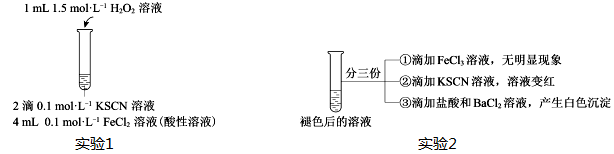 1 mL 1.5 mol·L⁻¹ H₂O₂ 溶液
2 滴 0.1 mol·L⁻¹ KSCN 溶液
4 mL 0.1 mol·L⁻¹ FeCl₂ 溶液(酸性溶液)
实验1
分三份
①滴加 FeCl₃ 溶液，无明显现象
②滴加 KSCN 溶液，溶液变红
③滴加盐酸和 BaCl₂ 溶液，产生白色沉淀
褪色后的溶液
实验2